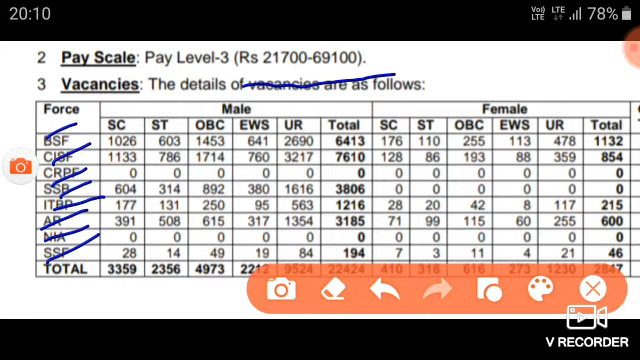 20:10 Vo)) LTE LTE 78%
2 Pay Scale: Pay Level-3 (Rs 21700-69100).
3 Vacancies: The details of vacancies are as follows:
Force Male Female
SC ST OBC EWS UR Total SC ST OBC EWS UR Total
BSF 1026 603 1453 641 2690 6413 176 110 255 113 478 1132
CISF 1133 786 1714 760 3217 7610 128 86 193 88 359 854
CRPF 0 0 0 0 0 0 0 0 0 0 0 0
SSB 604 314 892 380 1616 3806 0 0 0 0 0 0
ITBP 177 131 250 95 563 1216 28 20 42 8 117 215
AR 391 508 615 317 1354 3185 71 99 115 60 255 600
NIA 0 0 0 0 0 0 0 0 0 0 0 0
SSF 28 14 49 19 84 194 7 3 11 4 21 46
TOTAL 3359 2356 4973 2212 9524 22424 410 318 616 273 1230 2847
V RECORDER